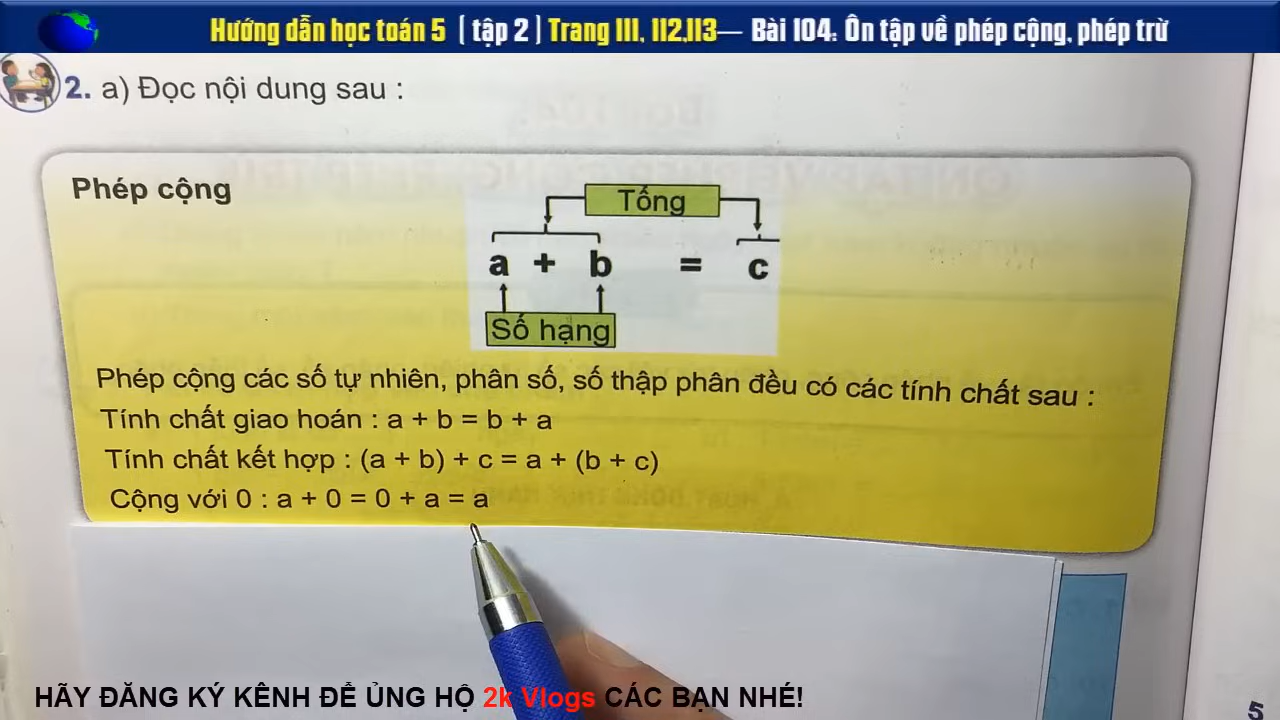 Hướng dẫn học toán 5 ( tập 2 ) Trang 111, 112,113— Bài 104: Ôn tập về phép cộng, phép trừ
2. a) Đọc nội dung sau :
Phép cộng
Tổng
a + b = c
Số hạng
Phép cộng các số tự nhiên, phân số, số thập phân đều có các tính chất sau :
Tính chất giao hoán : a + b = b + a
Tính chất kết hợp : (a + b) + c = a + (b + c)
Cộng với 0 : a + 0 = 0 + a = a
HÃY ĐĂNG KÝ KÊNH ĐỂ ỦNG HỘ 2k Vlogs CÁC BẠN NHÉ!
5